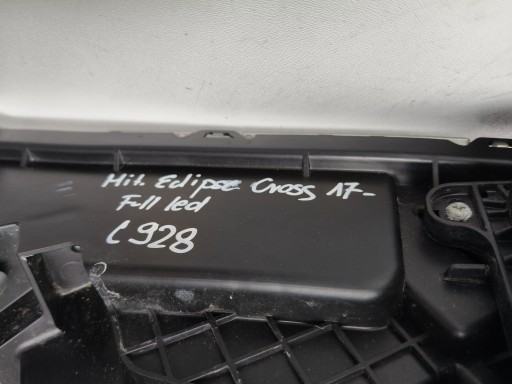 Mit. Eclipse Cross 17-
Full led
L928